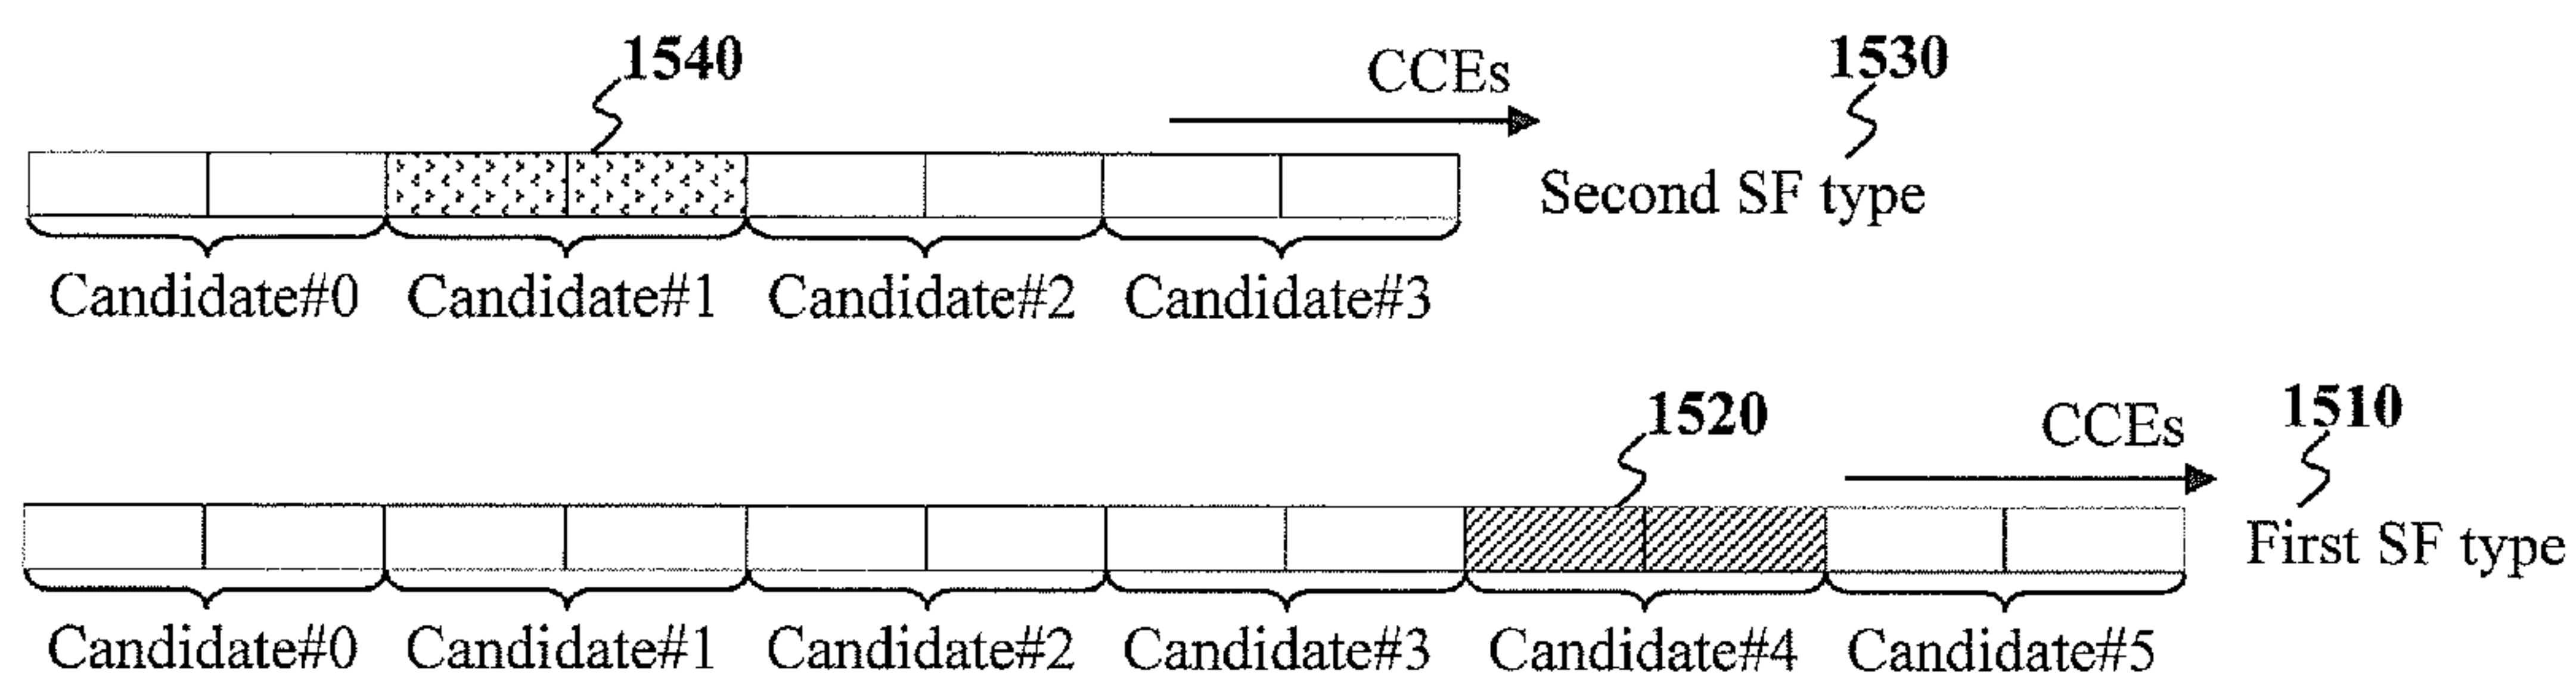 1540
CCEs
1530
Second SF type
Candidate#0 Candidate#1 Candidate#2 Candidate#3
1520
CCEs
1510
First SF type
Candidate#0 Candidate#1 Candidate#2 Candidate#3 Candidate#4 Candidate#5